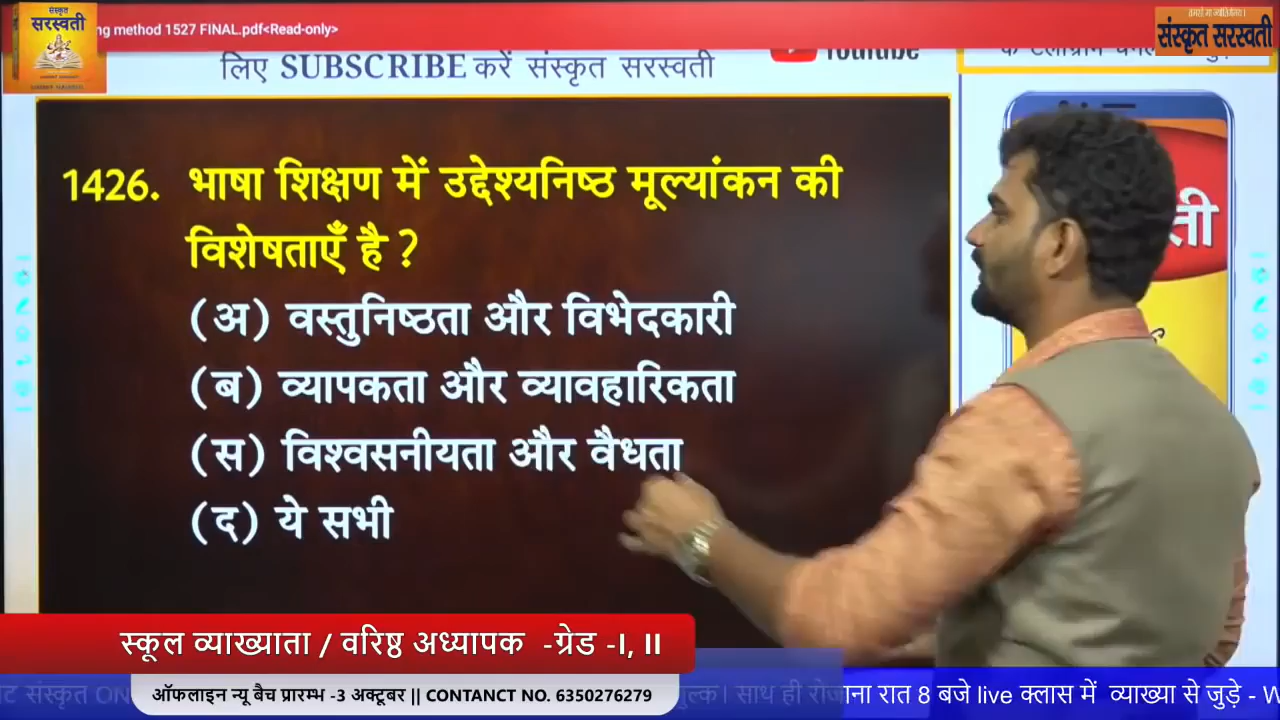 संस्कृत
सरस्वती
ng method 1527 FINAL.pdf<Read-only>
संस्कृत सरस्वती
लिए SUBSCRIBE करें संस्कृत सरस्वती
YouTube
1426. भाषा शिक्षण में उद्देश्यनिष्ठ मूल्यांकन की
विशेषताएँ है ?
(अ) वस्तुनिष्ठता और विभेदकारी
(ब) व्यापकता और व्यावहारिकता
(स) विश्वसनीयता और वैधता
(द) ये सभी
ती
स्कूल व्याख्याता / वरिष्ठ अध्यापक -ग्रेड -I, II
ऑफलाइन न्यू बैच प्रारम्भ -3 अक्टूबर || CONTANCT NO. 6350276279
संस्कृत ON
साथ ही रोजाना रात 8 बजे live क्लास में व्याख्या से जुड़े - W